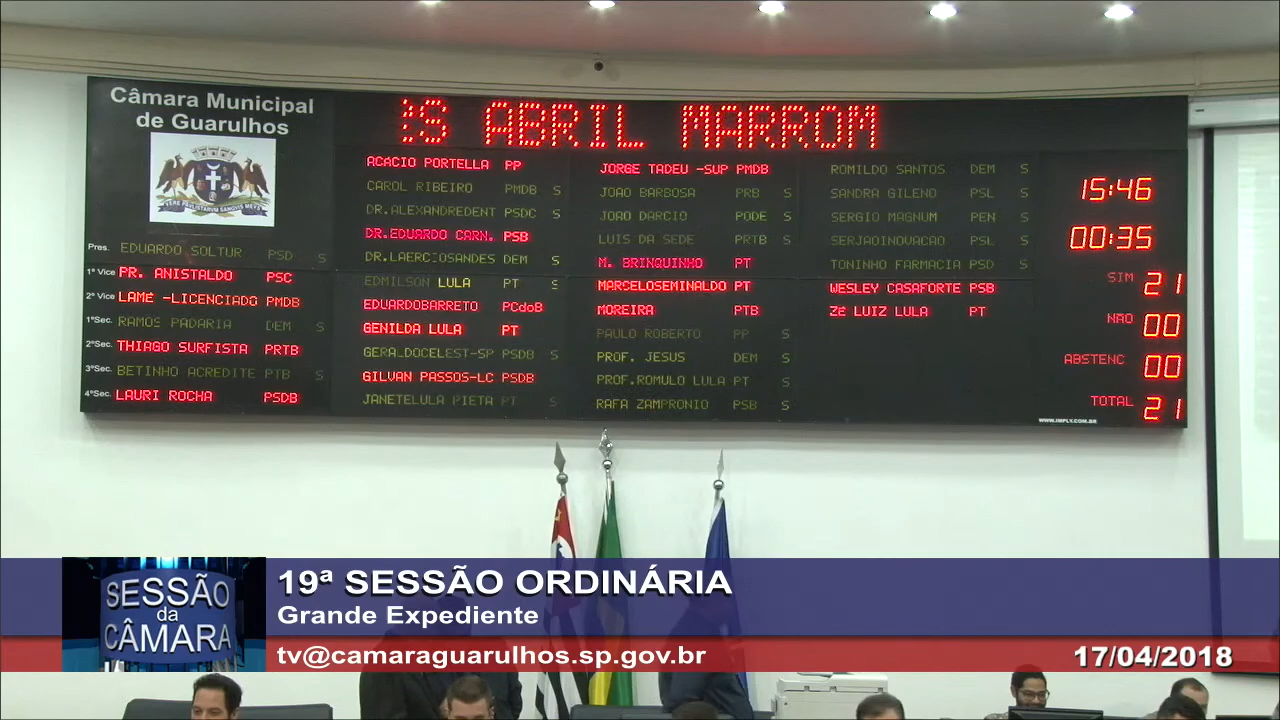 Câmara Municipal
de Guarulhos
S ABRIL MARROM
Pres. EDUARDO SOLTUR PSD S
1º Vice PR. ANISTALDO PSC
2º Vice LAME -LICENCIADO PMDB
1ºSec. RAMOS PADARIA DEM S
2ºSec. THIAGO SURFISTA PRTB
3ºSec. BETINHO ACREDITE PTB S
4ºSec. LAURI ROCHA PSDB
ACACIO PORTELLA PP
CAROL RIBEIRO PMDB S
DR.ALEXANDREDENT PSDC S
DR.EDUARDO CARN. PSB
DR.LAERCIOSANDES DEM S
EDMILSON LULA PT S
EDUARDOBARRETO PCdoB
GENILDA LULA PT
GERALDOCELEST-SP PSDB S
GILVAN PASSOS-LC PSDB
JANETELULA PIETA PT S
JORGE TADEU -SUP PMDB
JOAO BARBOSA PRB S
JOAO DARCIO PODE S
LUIS DA SEDE PRTB S
M. BRINQUINHO PT
MARCELOSEMINALDO PT
MOREIRA PTB
PAULO ROBERTO PP S
PROF. JESUS DEM S
PROF.ROMULO LULA PT S
RAFA ZAMPRONIO PSB S
ROMILDO SANTOS DEM S
SANDRA GILENO PSL S
SERGIO MAGNUM PEN S
SERJAOINOVACAO PSL S
TONINHO FARMACIA PSD S
WESLEY CASAFORTE PSB
ZE LUIZ LULA PT
15:46
00:35
SIM 21
NÃO 00
ABSTENC 00
TOTAL 21
WWW.IMPLY.COM.BR
SESSÃO
da
CÂMARA
19ª SESSÃO ORDINÁRIA
Grande Expediente
tv@camaraguarulhos.sp.gov.br
17/04/2018